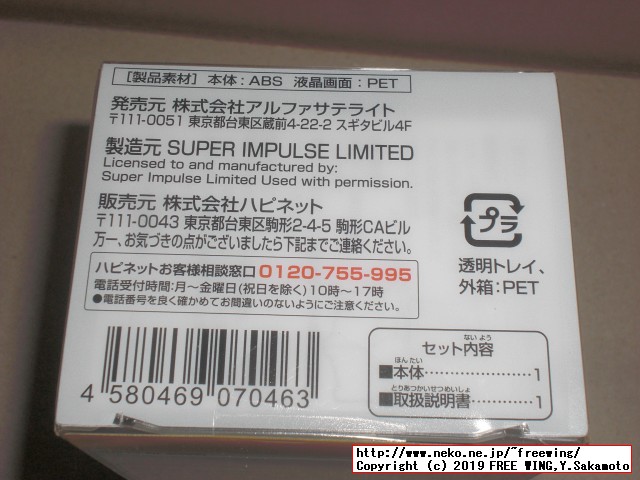 [製品素材] 本体：ABS 液晶画面：PET
発売元 株式会社アルファサテライト
〒111-0051 東京都台東区蔵前4-22-2 スギタビル4F
製造元 SUPER IMPULSE LIMITED
Licensed to and manufactured by:
Super Impulse Limited Used with permission.
販売元 株式会社ハピネット
〒111-0043 東京都台東区駒形2-4-5 駒形CAビル
万一、お気づきの点がございましたら下記までご連絡ください。
ハピネットお客様相談窓口 0120-755-995
電話受付時間：月～金曜日(祝日を除く)10時～17時
●電話番号を良く確かめてお間違いのないようにご注意ください。
プラ
透明トレイ、
外箱：PET
4 580469 070463
ないよう
セット内容
ほんたい
■本体 1
とりあつかいせつめいしょ
■取扱説明書 1
http://www.neko.ne.jp/~freewing/
Copyright (c) 2019 FREE WING,Y.Sakamoto